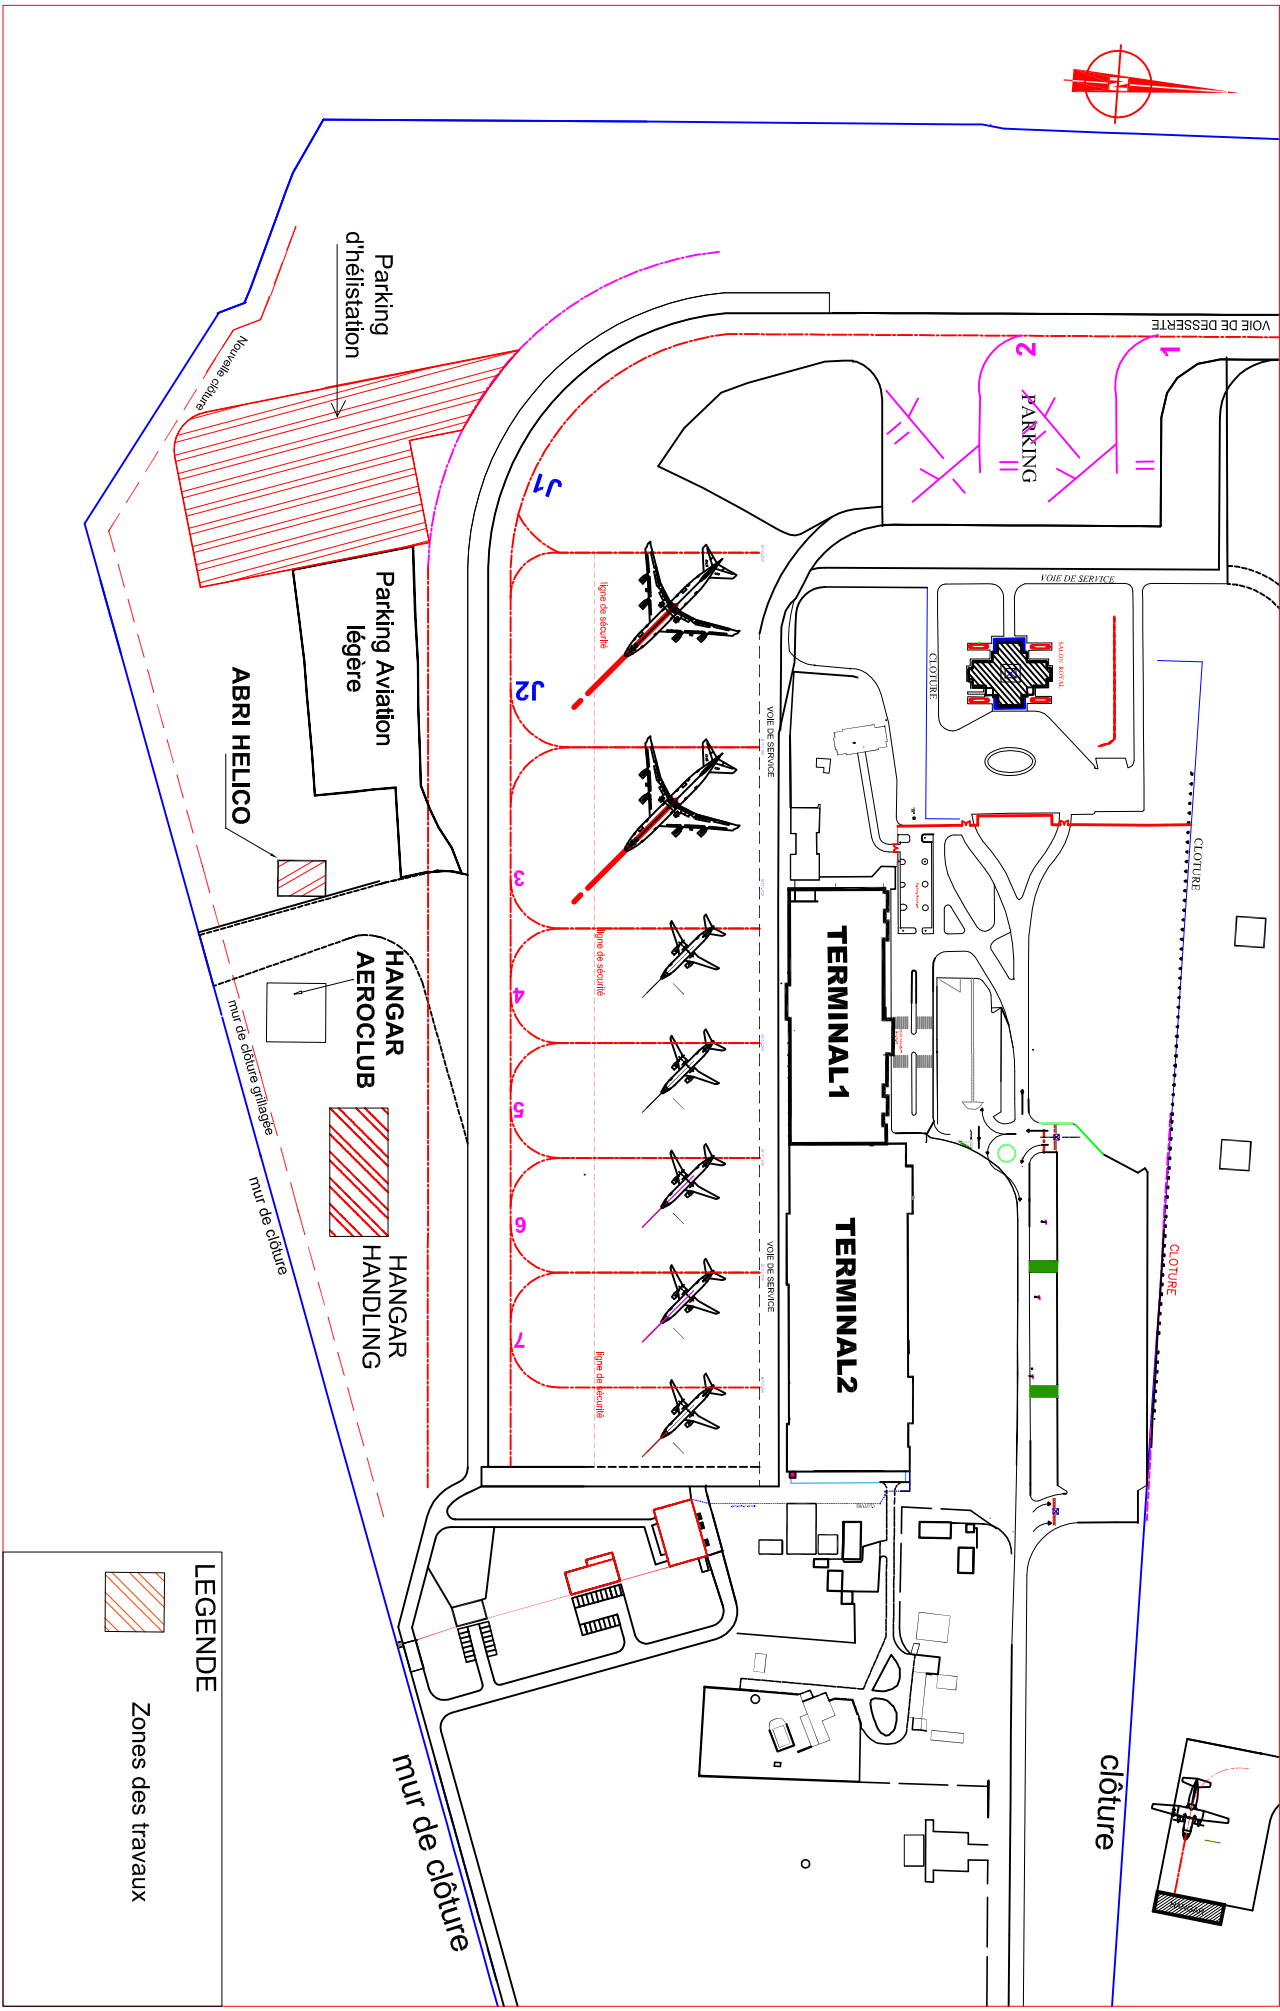 VOIE DE DESSERTE
1
2
PARKING
Parking
d'hélistation
Nouvelle clôture
J1
VOIE DE SERVICE
SALON ROYAL
CLOTURE
CLOTURE
ligne de sécurité
Parking Aviation
légère
J2
VOIE DE SERVICE
ABRI HELICO
3
ligne de sécurité
TERMINAL1
HANGAR
AEROCLUB
4
mur de clôture grillagée
5
mur de clôture
6
HANGAR
HANDLING
VOIE DE SERVICE
TERMINAL2
CLOTURE
7
ligne de sécurité
CLOTURE
LEGENDE
Zones des travaux
mur de clôture
clôture